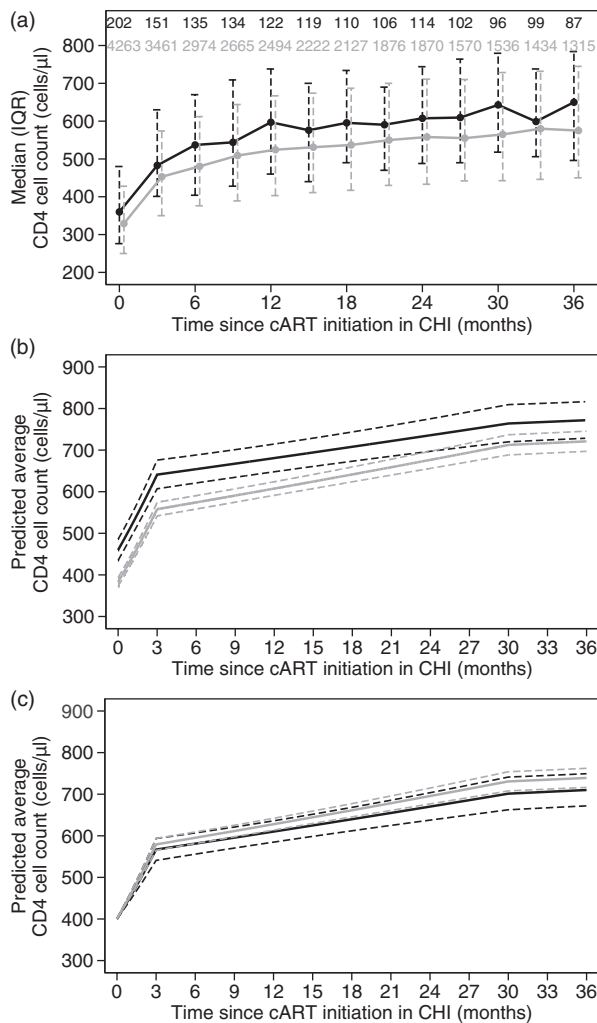 (a)
202 151 135 134 122 119 110 106 114 102 96 99 87
4263 3461 2974 2665 2494 2222 2127 1876 1870 1570 1536 1434 1315
800
700
600
500
400
300
200
Median (IQR)
CD4 cell count (cells/µl)
0 6 12 18 24 30 36
Time since cART initiation in CHI (months)
(b)
900
800
700
600
500
400
300
Predicted average
CD4 cell count (cells/µl)
0 3 6 9 12 15 18 21 24 27 30 33 36
Time since cART initiation in CHI (months)
(c)
900
800
700
600
500
400
300
Predicted average
CD4 cell count (cells/µl)
0 3 6 9 12 15 18 21 24 27 30 33 36
Time since cART initiation in CHI (months)